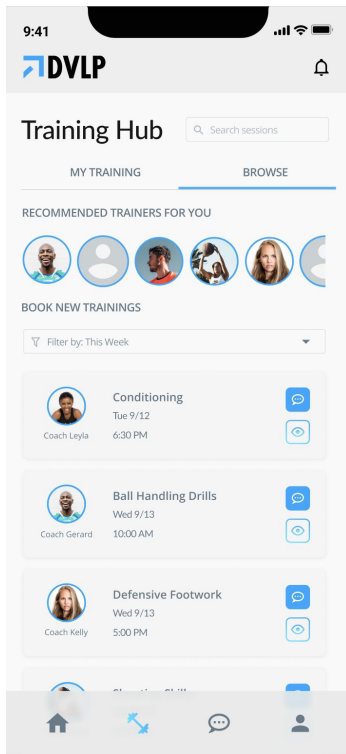 9:41
DVLP
Training Hub
Search sessions
MY TRAINING
BROWSE
RECOMMENDED TRAINERS FOR YOU
BOOK NEW TRAININGS
Filter by: This Week
Conditioning
Tue 9/12
Coach Leyla
6:30 PM
Ball Handling Drills
Wed 9/13
Coach Gerard
10:00 AM
Defensive Footwork
Wed 9/13
Coach Kelly
5:00 PM